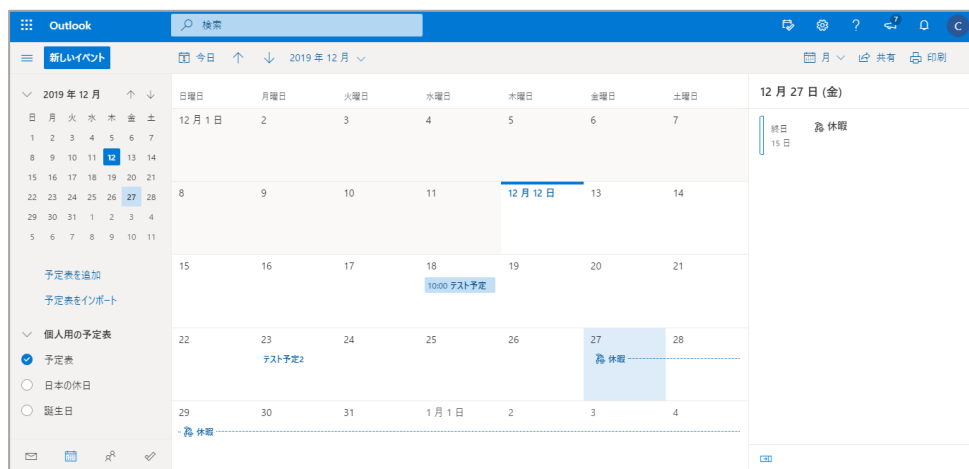 Outlook
検索
7
C
新しいイベント
今日
2019 年 12 月
月
共有
印刷
2019 年 12 月
日 月 火 水 木 金 土
1 2 3 4 5 6 7
8 9 10 11 12 13 14
15 16 17 18 19 20 21
22 23 24 25 26 27 28
29 30 31 1 2 3 4
5 6 7 8 9 10 11
予定表を追加
予定表をインポート
個人用の予定表
予定表
日本の休日
誕生日
日曜日 月曜日 火曜日 水曜日 木曜日 金曜日 土曜日
12 月 1 日 2 3 4 5 6 7
8 9 10 11 12 月 12 日 13 14
15 16 17 18 19 20 21
10:00 テスト予定
22 23 24 25 26 27 28
テスト予定2
休暇
29 30 31 1 月 1 日 2 3 4
休暇
12 月 27 日 (金)
終日
15 日
休暇